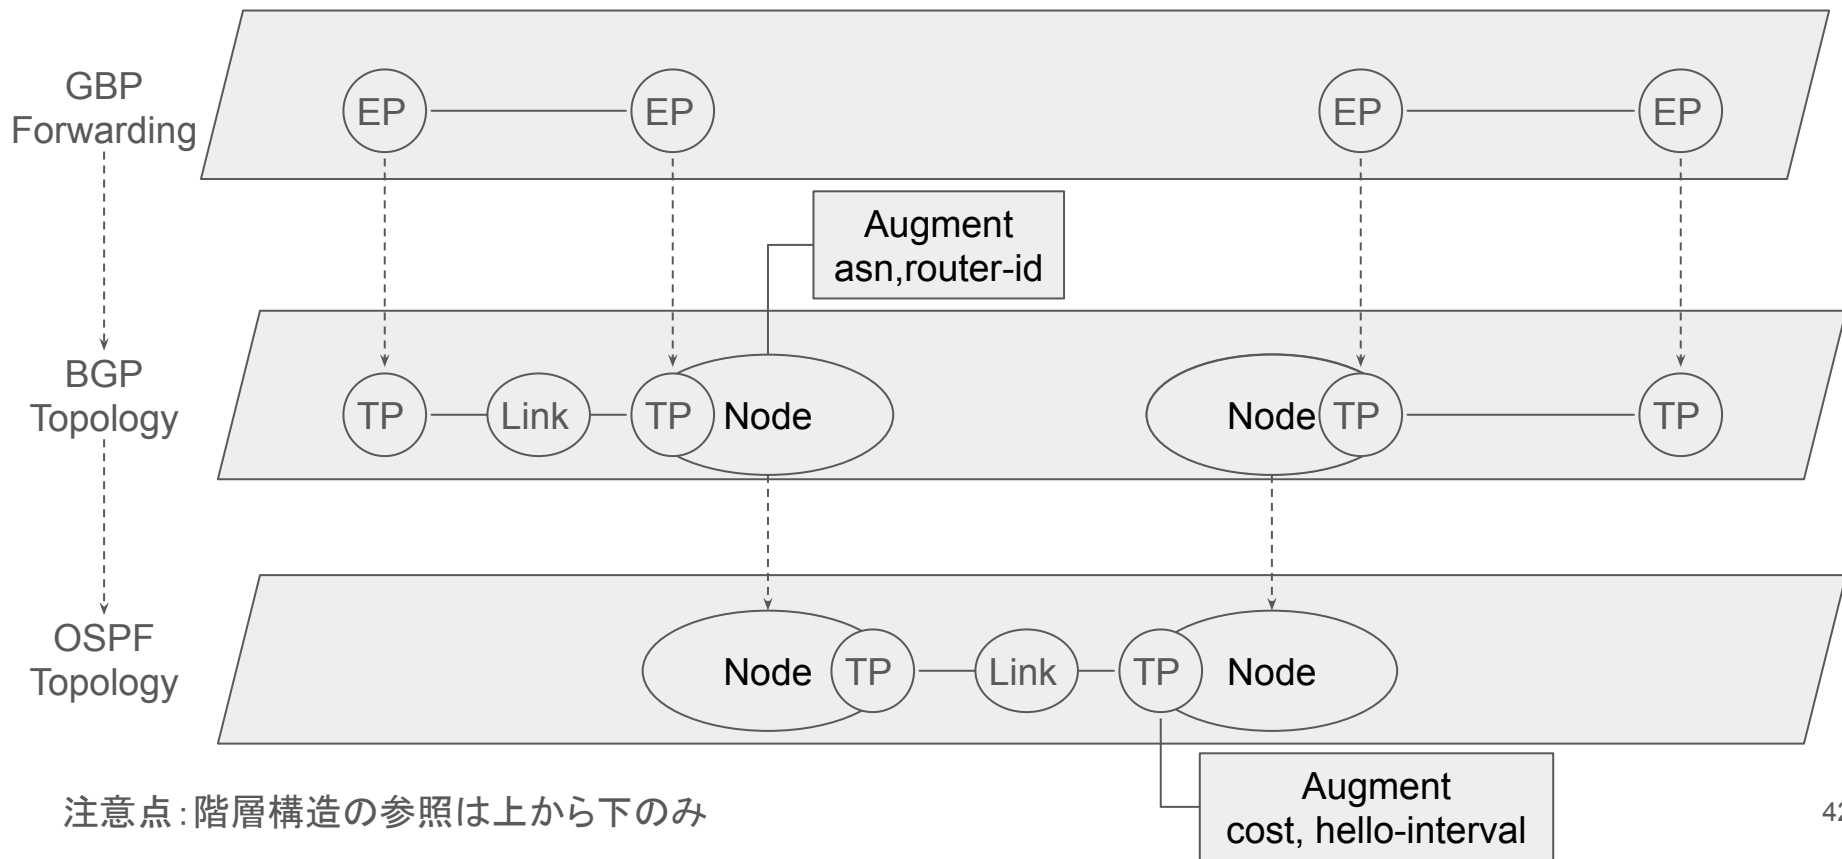 GBP
Forwarding
EP
EP
EP
EP
Augment
asn,router-id
BGP
Topology
TP
Link
TP
Node
Node
TP
TP
OSPF
Topology
Node
TP
Link
TP
Node
Augment
cost, hello-interval
注意点:階層構造の参照は上から下のみ
42